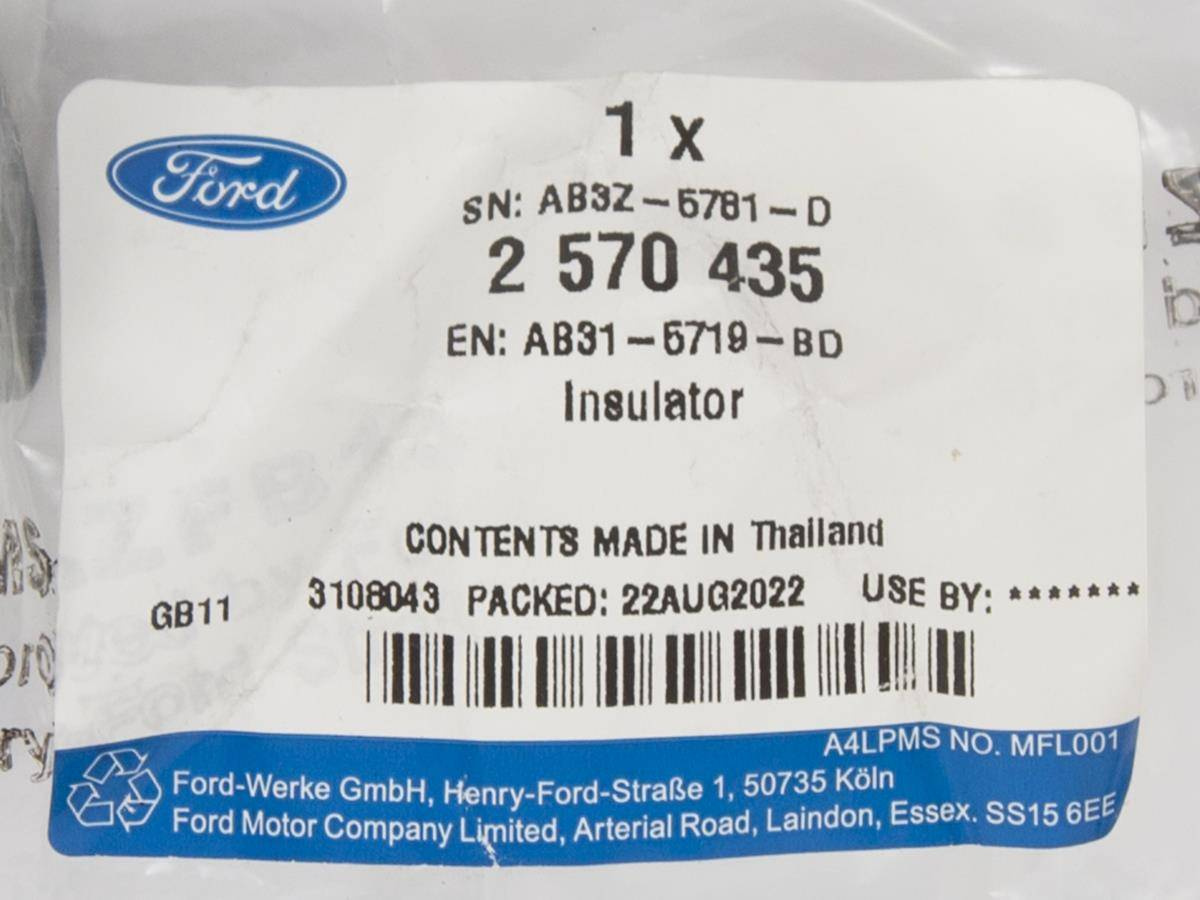 Ford
1 x
SN: AB3Z-5781-D
2 570 435
EN: AB31-5719-BD
Insulator
CONTENTS MADE IN Thailand
GB11 3108043 PACKED: 22AUG2022 USE BY: *******
A4LPMS NO. MFL001
Ford-Werke GmbH, Henry-Ford-Straße 1, 50735 Köln
Ford Motor Company Limited, Arterial Road, Laindon, Essex. SS15 6EE